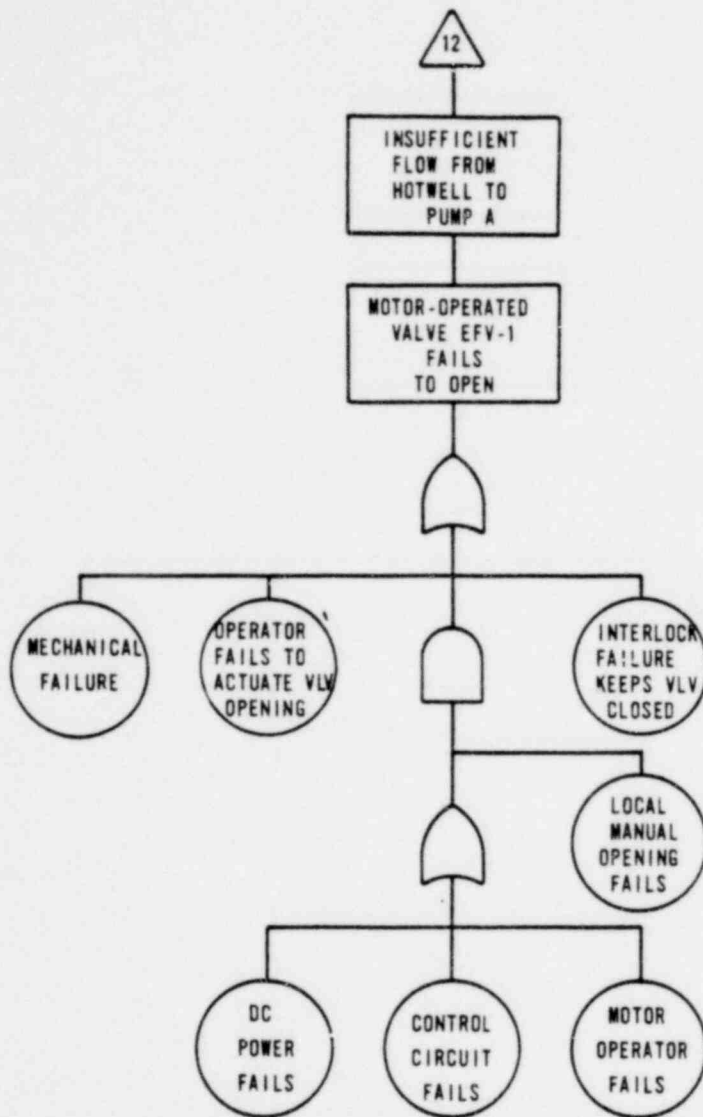 12
INSUFFICIENT
FLOW FROM
HOTWELL TO
PUMP A
MOTOR-OPERATED
VALVE EFV-1
FAILS
TO OPEN
MECHANICAL
FAILURE
OPERATOR
FAILS TO
ACTUATE VLV
OPENING
INTERLOCK
FAILURE
KEEPS VLV
CLOSED
LOCAL
MANUAL
OPENING
FAILS
DC
POWER
FAILS
CONTROL
CIRCUIT
FAILS
MOTOR
OPERATOR
FAILS